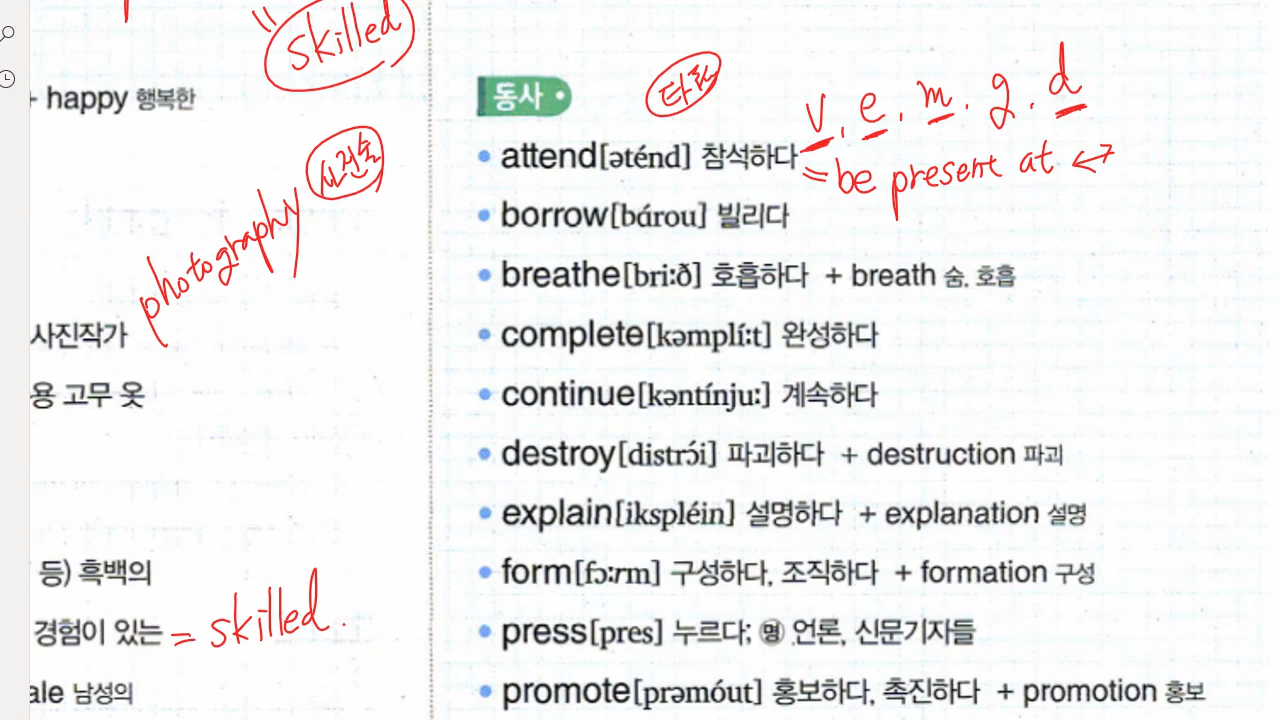 skilled
+ happy 행복한
사진술
photography
사진작가
용 고무 옷
등) 흑백의
경험이 있는 = skilled.
ale 남성의
동사
v. e. m. g. d
attend[əténd] 참석하다 = be present at ↔
borrow[bárou] 빌리다
breathe[bri:ð] 호흡하다 + breath 숨, 호흡
complete[kəmplí:t] 완성하다
continue[kəntínju:] 계속하다
destroy[distrɔ́i] 파괴하다 + destruction 파괴
explain[ikspléin] 설명하다 + explanation 설명
form[fɔ:rm] 구성하다, 조직하다 + formation 구성
press[pres] 누르다; 명 언론, 신문기자들
promote[prəmóut] 홍보하다, 촉진하다 + promotion 홍보